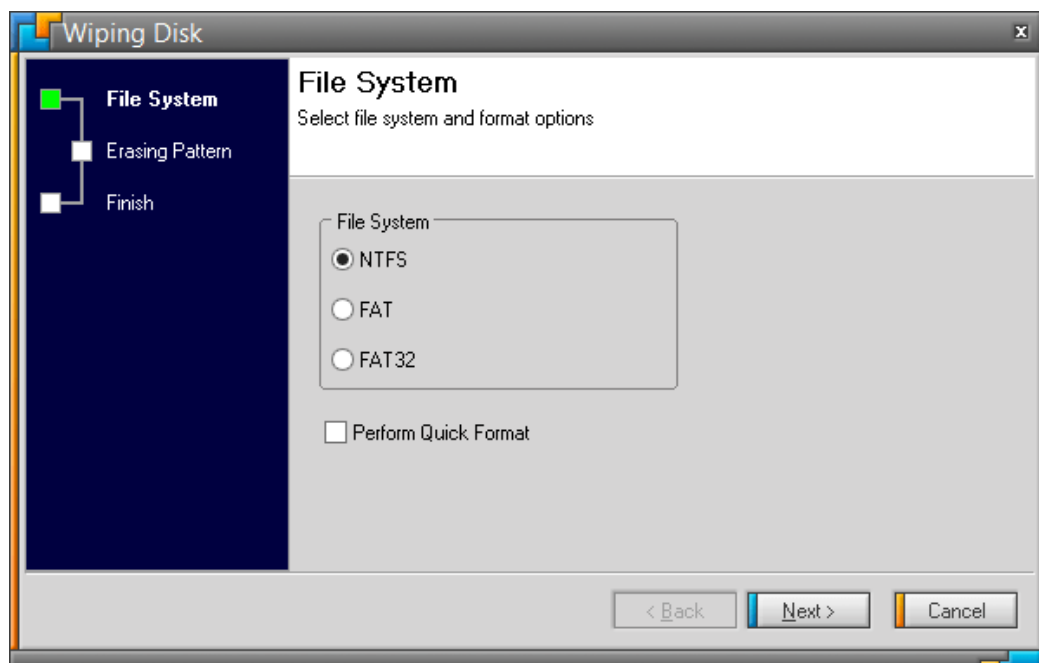 Wiping Disk
File System
Erasing Pattern
Finish
File System
Select file system and format options
File System
NTFS
FAT
FAT32
Perform Quick Format
< Back
Next >
Cancel